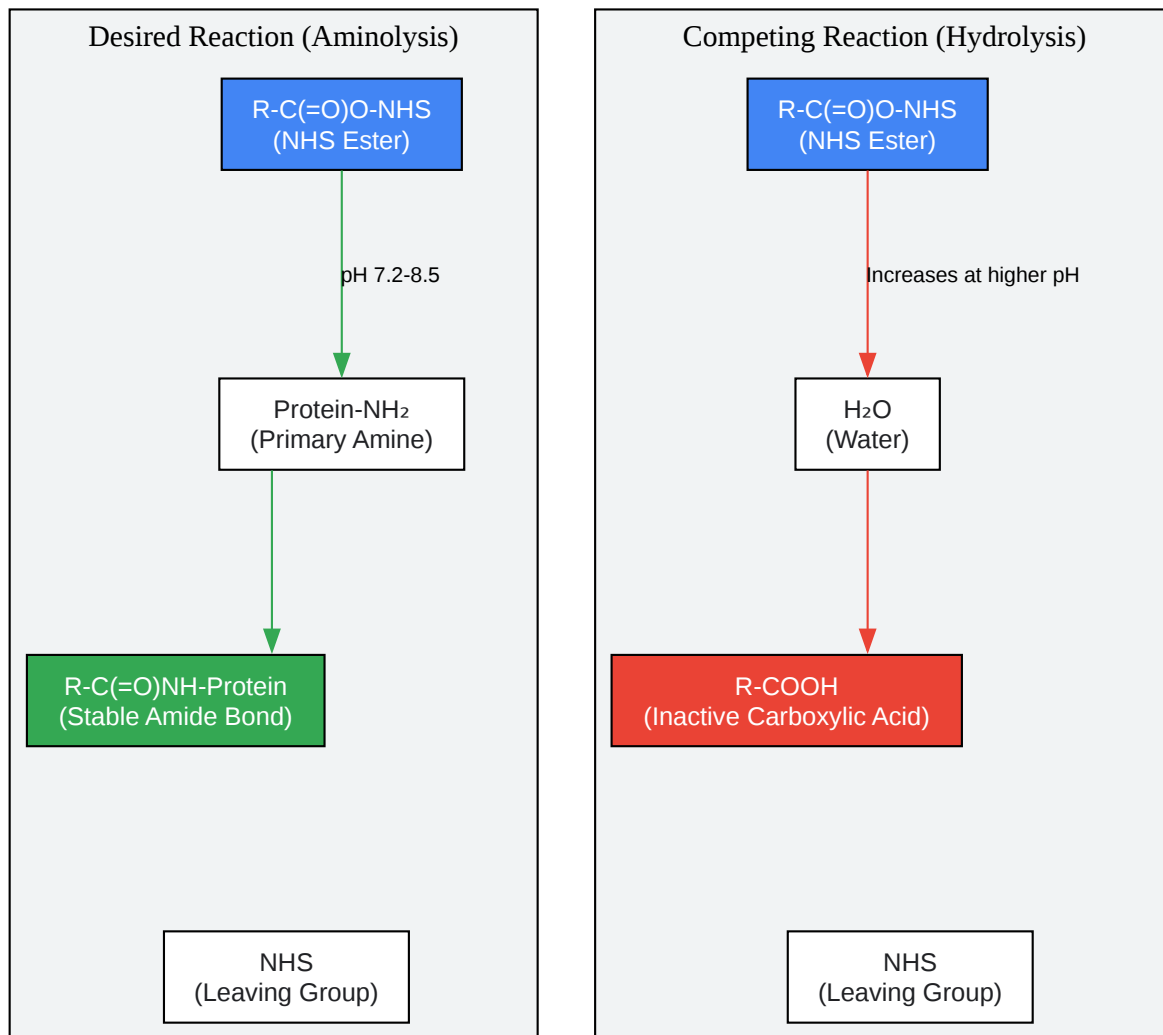 Desired Reaction (Aminolysis)
R-C(=O)O-NHS
(NHS Ester)
pH 7.2-8.5
Protein-NH₂
(Primary Amine)
R-C(=O)NH-Protein
(Stable Amide Bond)
NHS
(Leaving Group)
Competing Reaction (Hydrolysis)
R-C(=O)O-NHS
(NHS Ester)
Increases at higher pH
H₂O
(Water)
R-COOH
(Inactive Carboxylic Acid)
NHS
(Leaving Group)